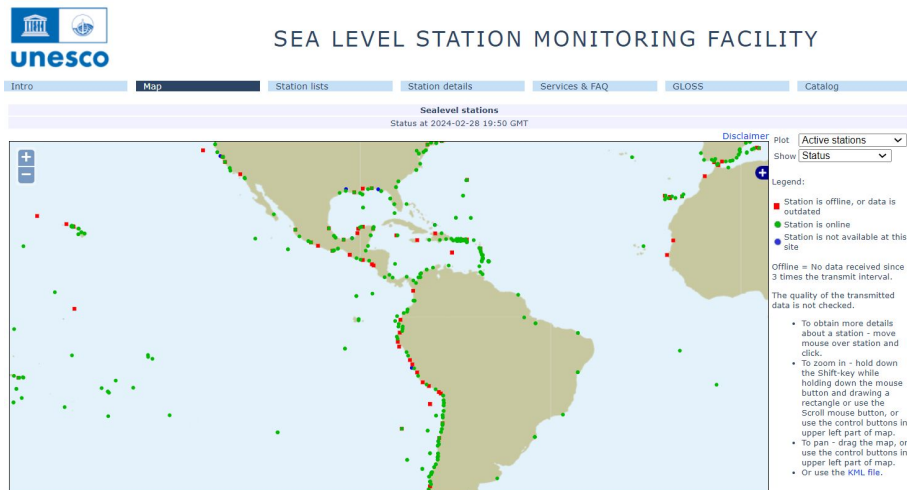 unesco
SEA LEVEL STATION MONITORING FACILITY
Intro
Map
Station lists
Station details
Services & FAQ
GLOSS
Catalog
Sealevel stations
Status at 2024-02-28 19:50 GMT
Disclaimer
+
−
+
Plot Active stations
Show Status
Legend:
Station is offline, or data is
outdated
Station is online
Station is not available at this
site
Offline = No data received since
3 times the transmit interval.
The quality of the transmitted
data is not checked.
• To obtain more details
about a station - move
mouse over station and
click.
• To zoom in - hold down
the Shift-key while
holding down the mouse
button and drawing a
rectangle or use the
Scroll mouse button, or
use the control buttons in
upper left part of map.
• To pan - drag the map, or
use the control buttons in
upper left part of map.
• Or use the KML file.